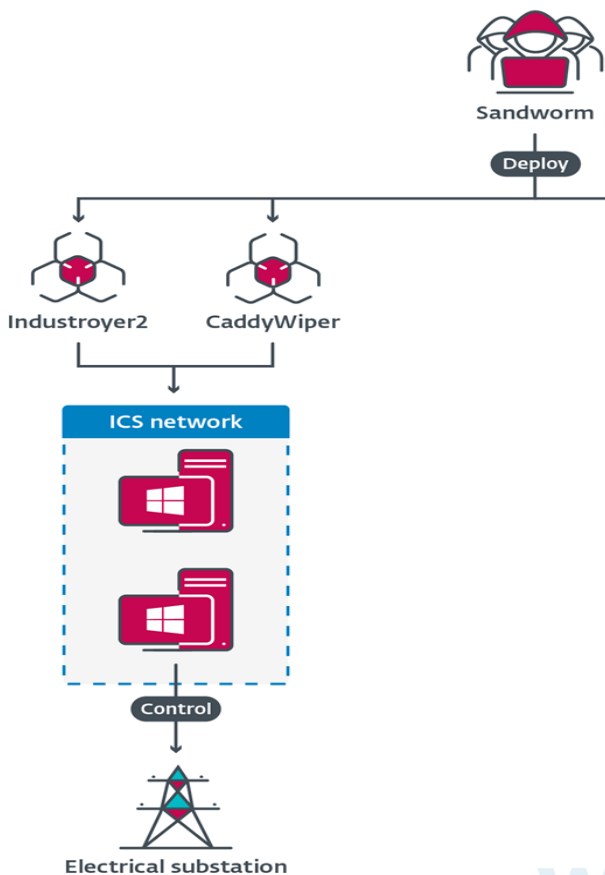 Sandworm
Deploy
Industroyer2
CaddyWiper
ICS network
Control
Electrical substation